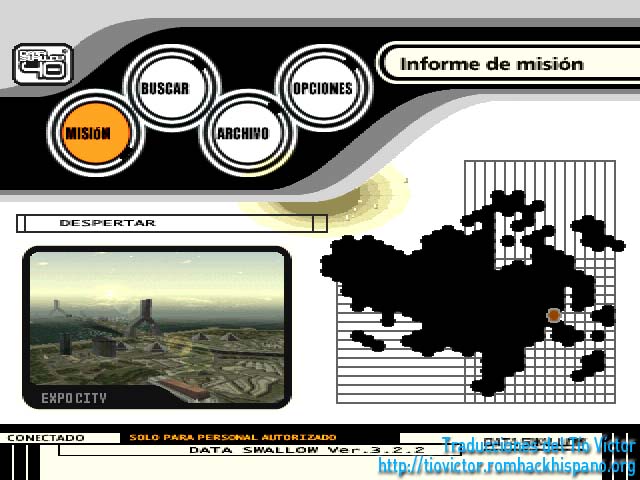 Informe de misión
BUSCAR
OPCIONES
MISIÓN
ARCHIVO
DESPERTAR
EXPO CITY
CONECTADO
SOLO PARA PERSONAL AUTORIZADO
DATA SWALLOW Ver.3.2.2
Traducciones del Tío Víctor
http://tiovictor.romhackhispano.org